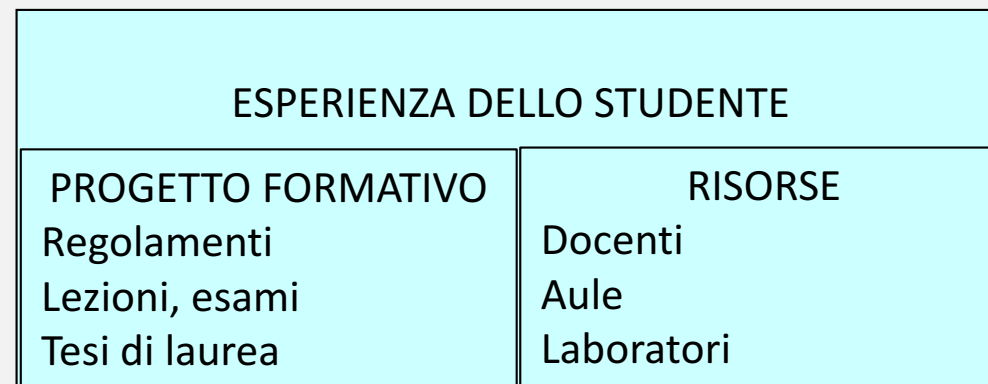 ESPERIENZA DELLO STUDENTE
PROGETTO FORMATIVO
Regolamenti
Lezioni, esami
Tesi di laurea
RISORSE
Docenti
Aule
Laboratori